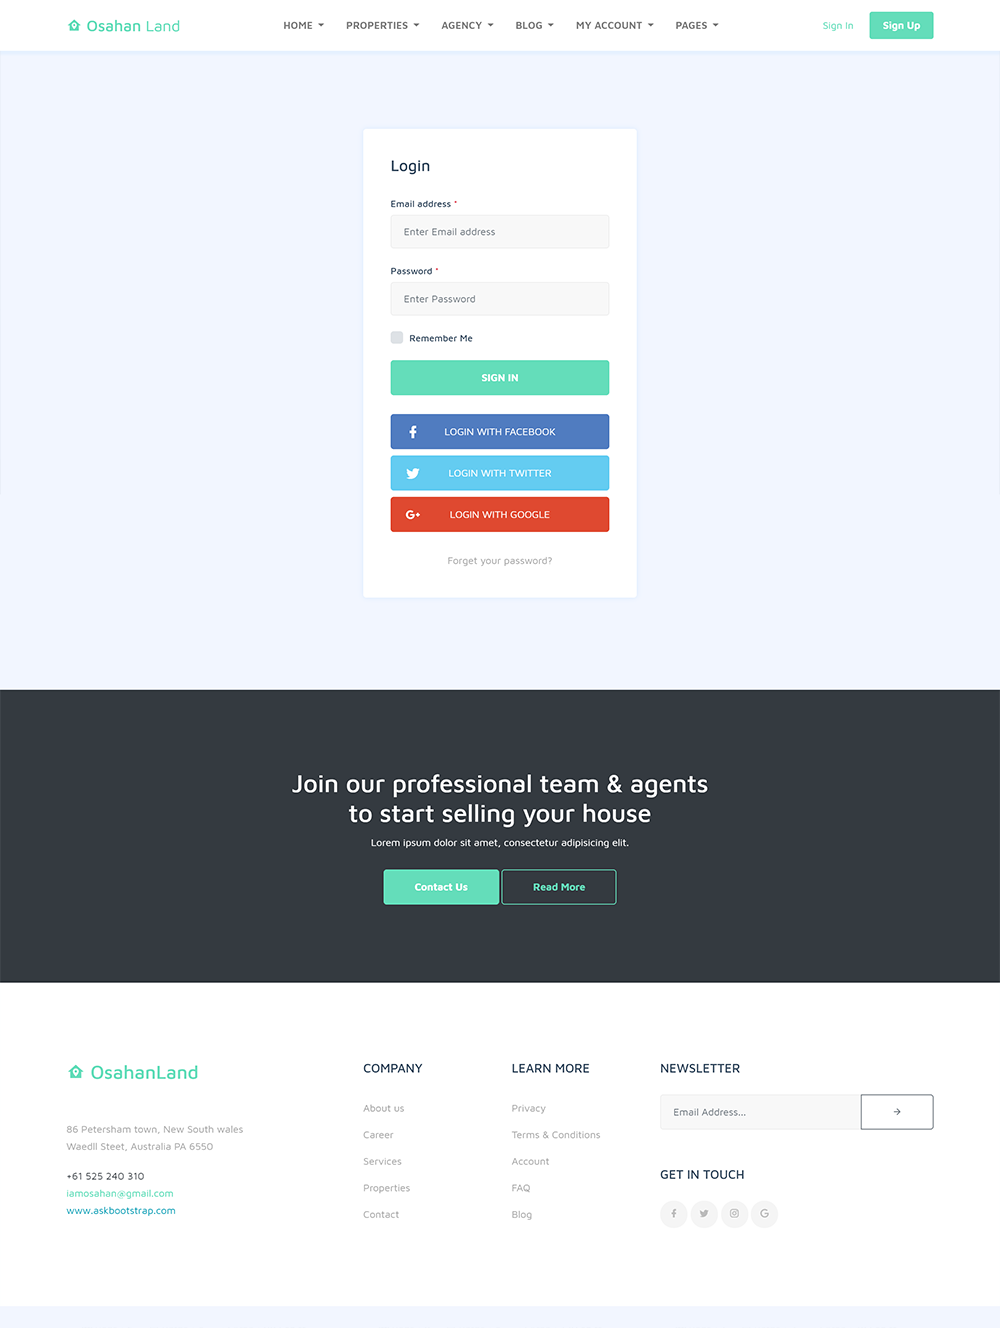 Osahan Land
HOME PROPERTIES AGENCY BLOG MY ACCOUNT PAGES
Sign In Sign Up
Login
Email address *
Enter Email address
Password *
Enter Password
Remember Me
SIGN IN
LOGIN WITH FACEBOOK
LOGIN WITH TWITTER
G+ LOGIN WITH GOOGLE
Forget your password?
Join our professional team & agents
to start selling your house
Lorem ipsum dolor sit amet, consectetur adipisicing elit.
Contact Us Read More
OsahanLand
86 Petersham town, New South wales
Waedll Steet, Australia PA 6550
+61 525 240 310
iamosahan@gmail.com
www.askbootstrap.com
COMPANY
About us
Career
Services
Properties
Contact
LEARN MORE
Privacy
Terms & Conditions
Account
FAQ
Blog
NEWSLETTER
Email Address...
GET IN TOUCH